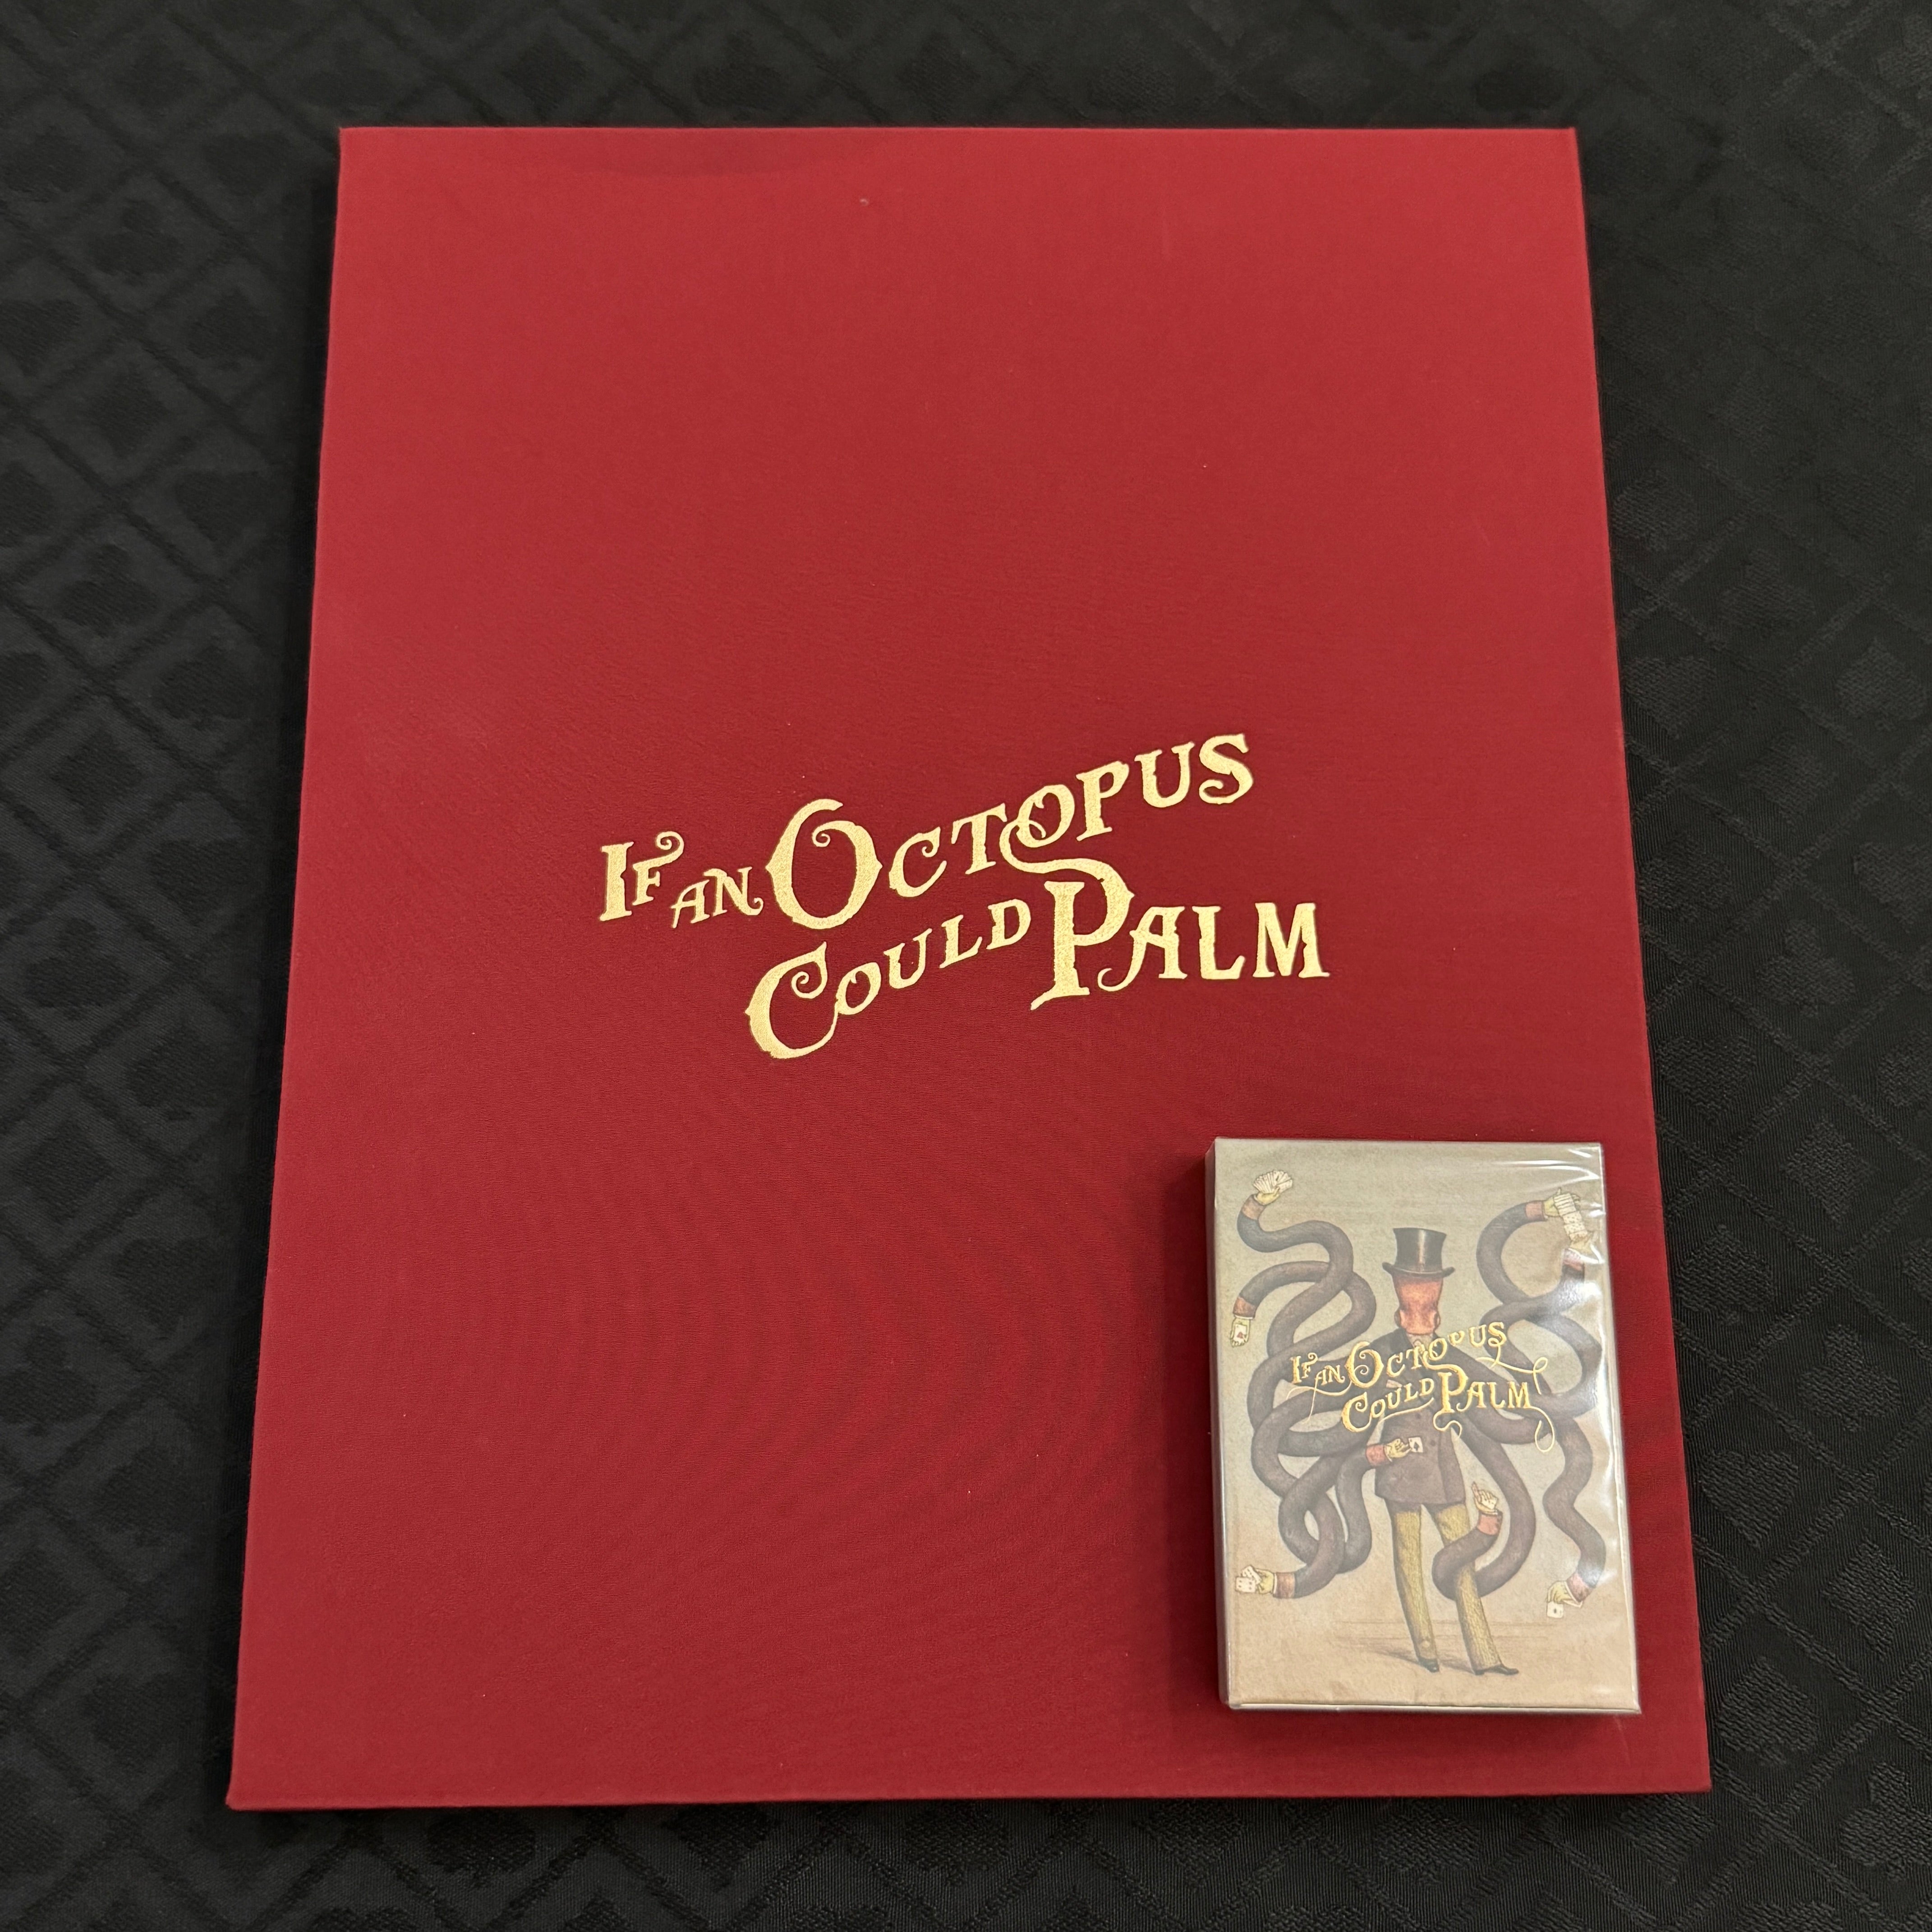 If an Octopus
Could Palm
If an Octopus
Could Palm